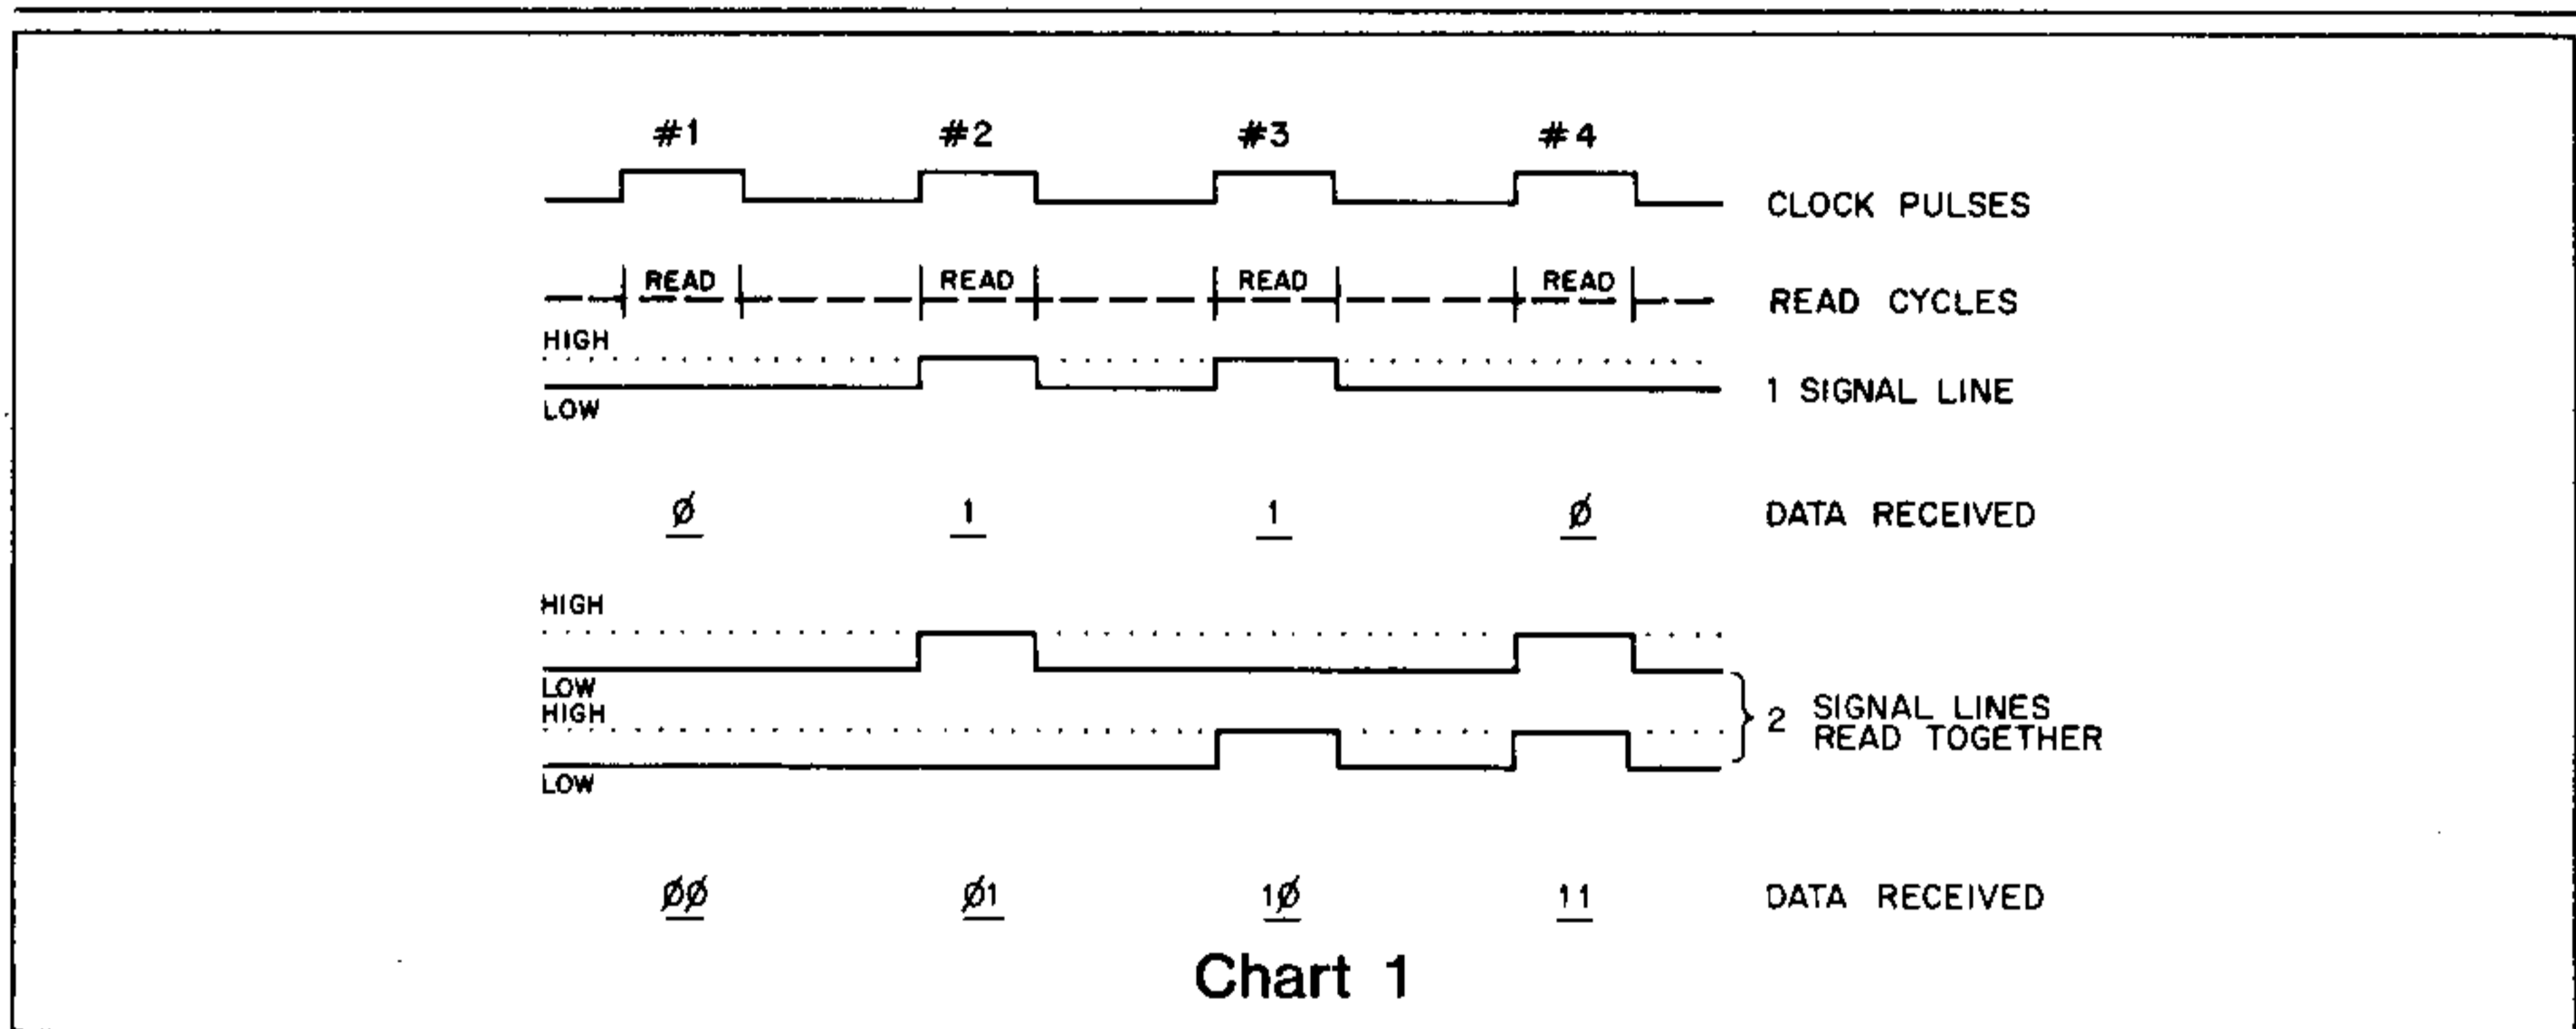 #1 #2 #3 #4
CLOCK PULSES
READ READ READ READ
READ CYCLES
HIGH
1 SIGNAL LINE
LOW
Ø 1 1 Ø DATA RECEIVED
HIGH
LOW
HIGH
2 SIGNAL LINES
READ TOGETHER
LOW
ØØ Ø1 1Ø 11 DATA RECEIVED
Chart 1